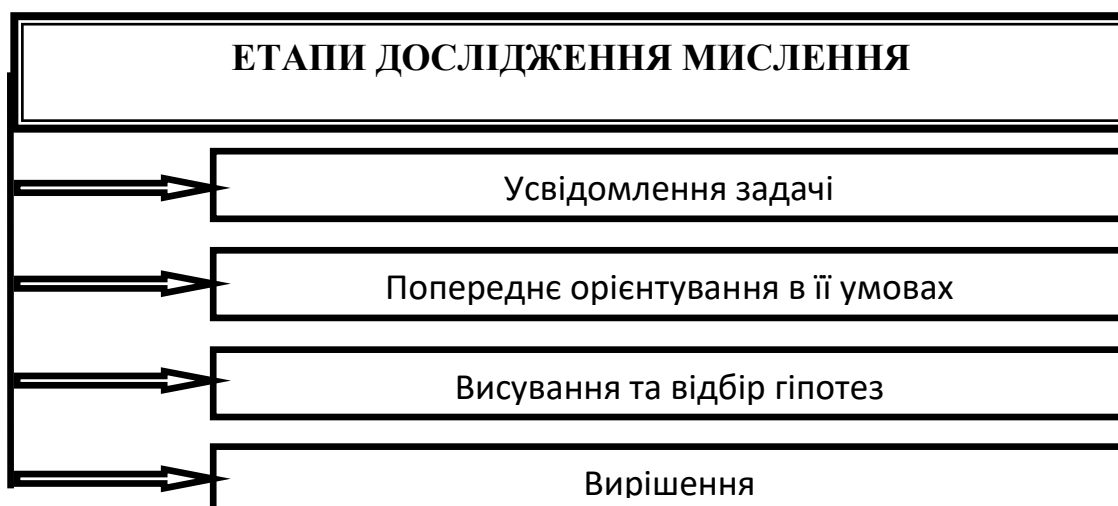 ЕТАПИ ДОСЛІДЖЕННЯ МИСЛЕННЯ
Усвідомлення задачі
Попереднє орієнтування в її умовах
Висування та відбір гіпотез
Вирішення